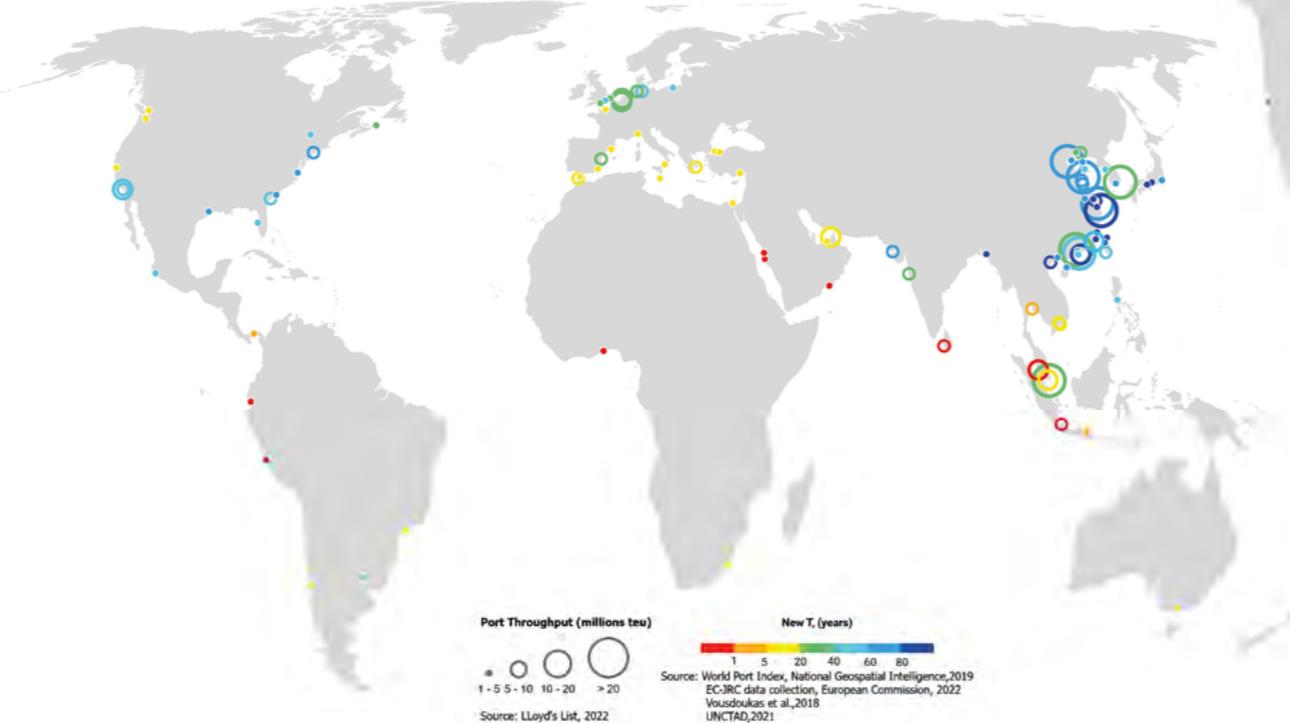 Port Throughput (millions teu)
1 - 5 5 - 10 10 - 20 > 20
Source: LLoyd's List, 2022
New T, (years)
1 5 20 40 60 80
Source: World Port Index, National Geospatial Intelligence,2019
EC-JRC data collection, European Commission, 2022
Vousdoukas et al.,2018
UNCTAD,2021